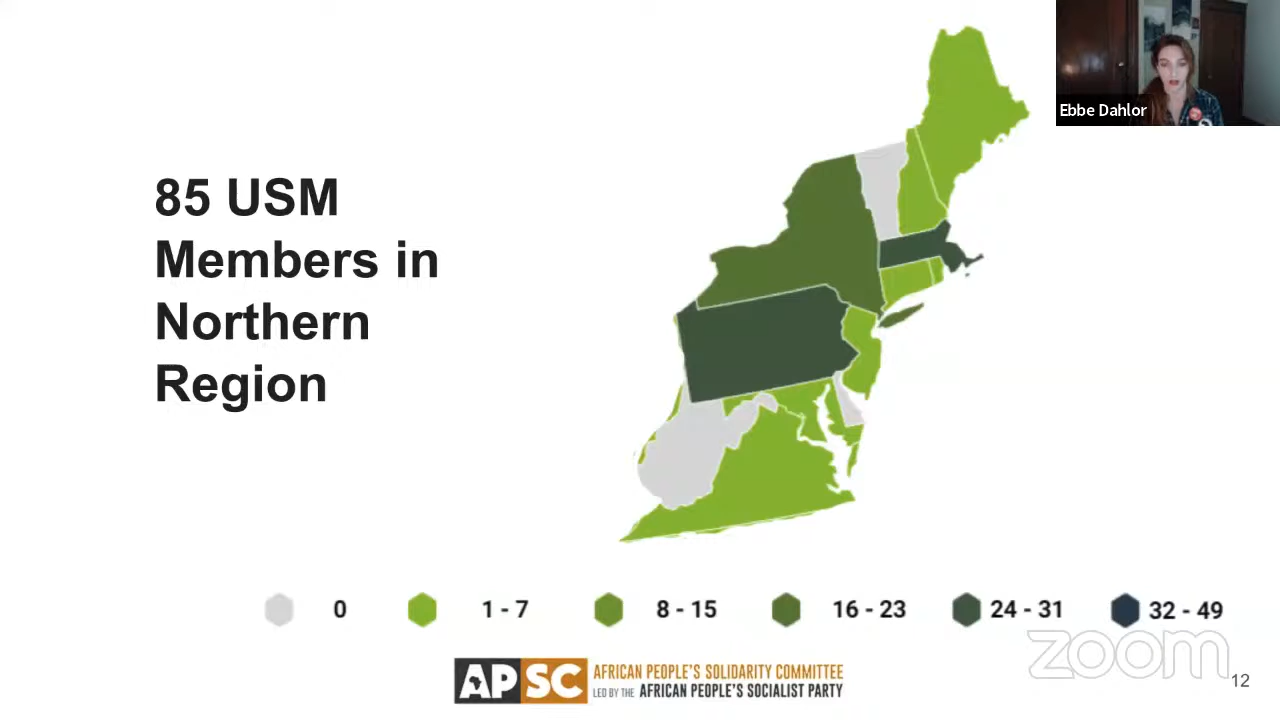 Ebbe Dahlor
85 USM
Members in
Northern
Region
0
1 - 7
8 - 15
16 - 23
24 - 31
32 - 49
zoom
APSC
AFRICAN PEOPLE'S SOLIDARITY COMMITTEE
LED BY THE AFRICAN PEOPLE'S SOCIALIST PARTY
12